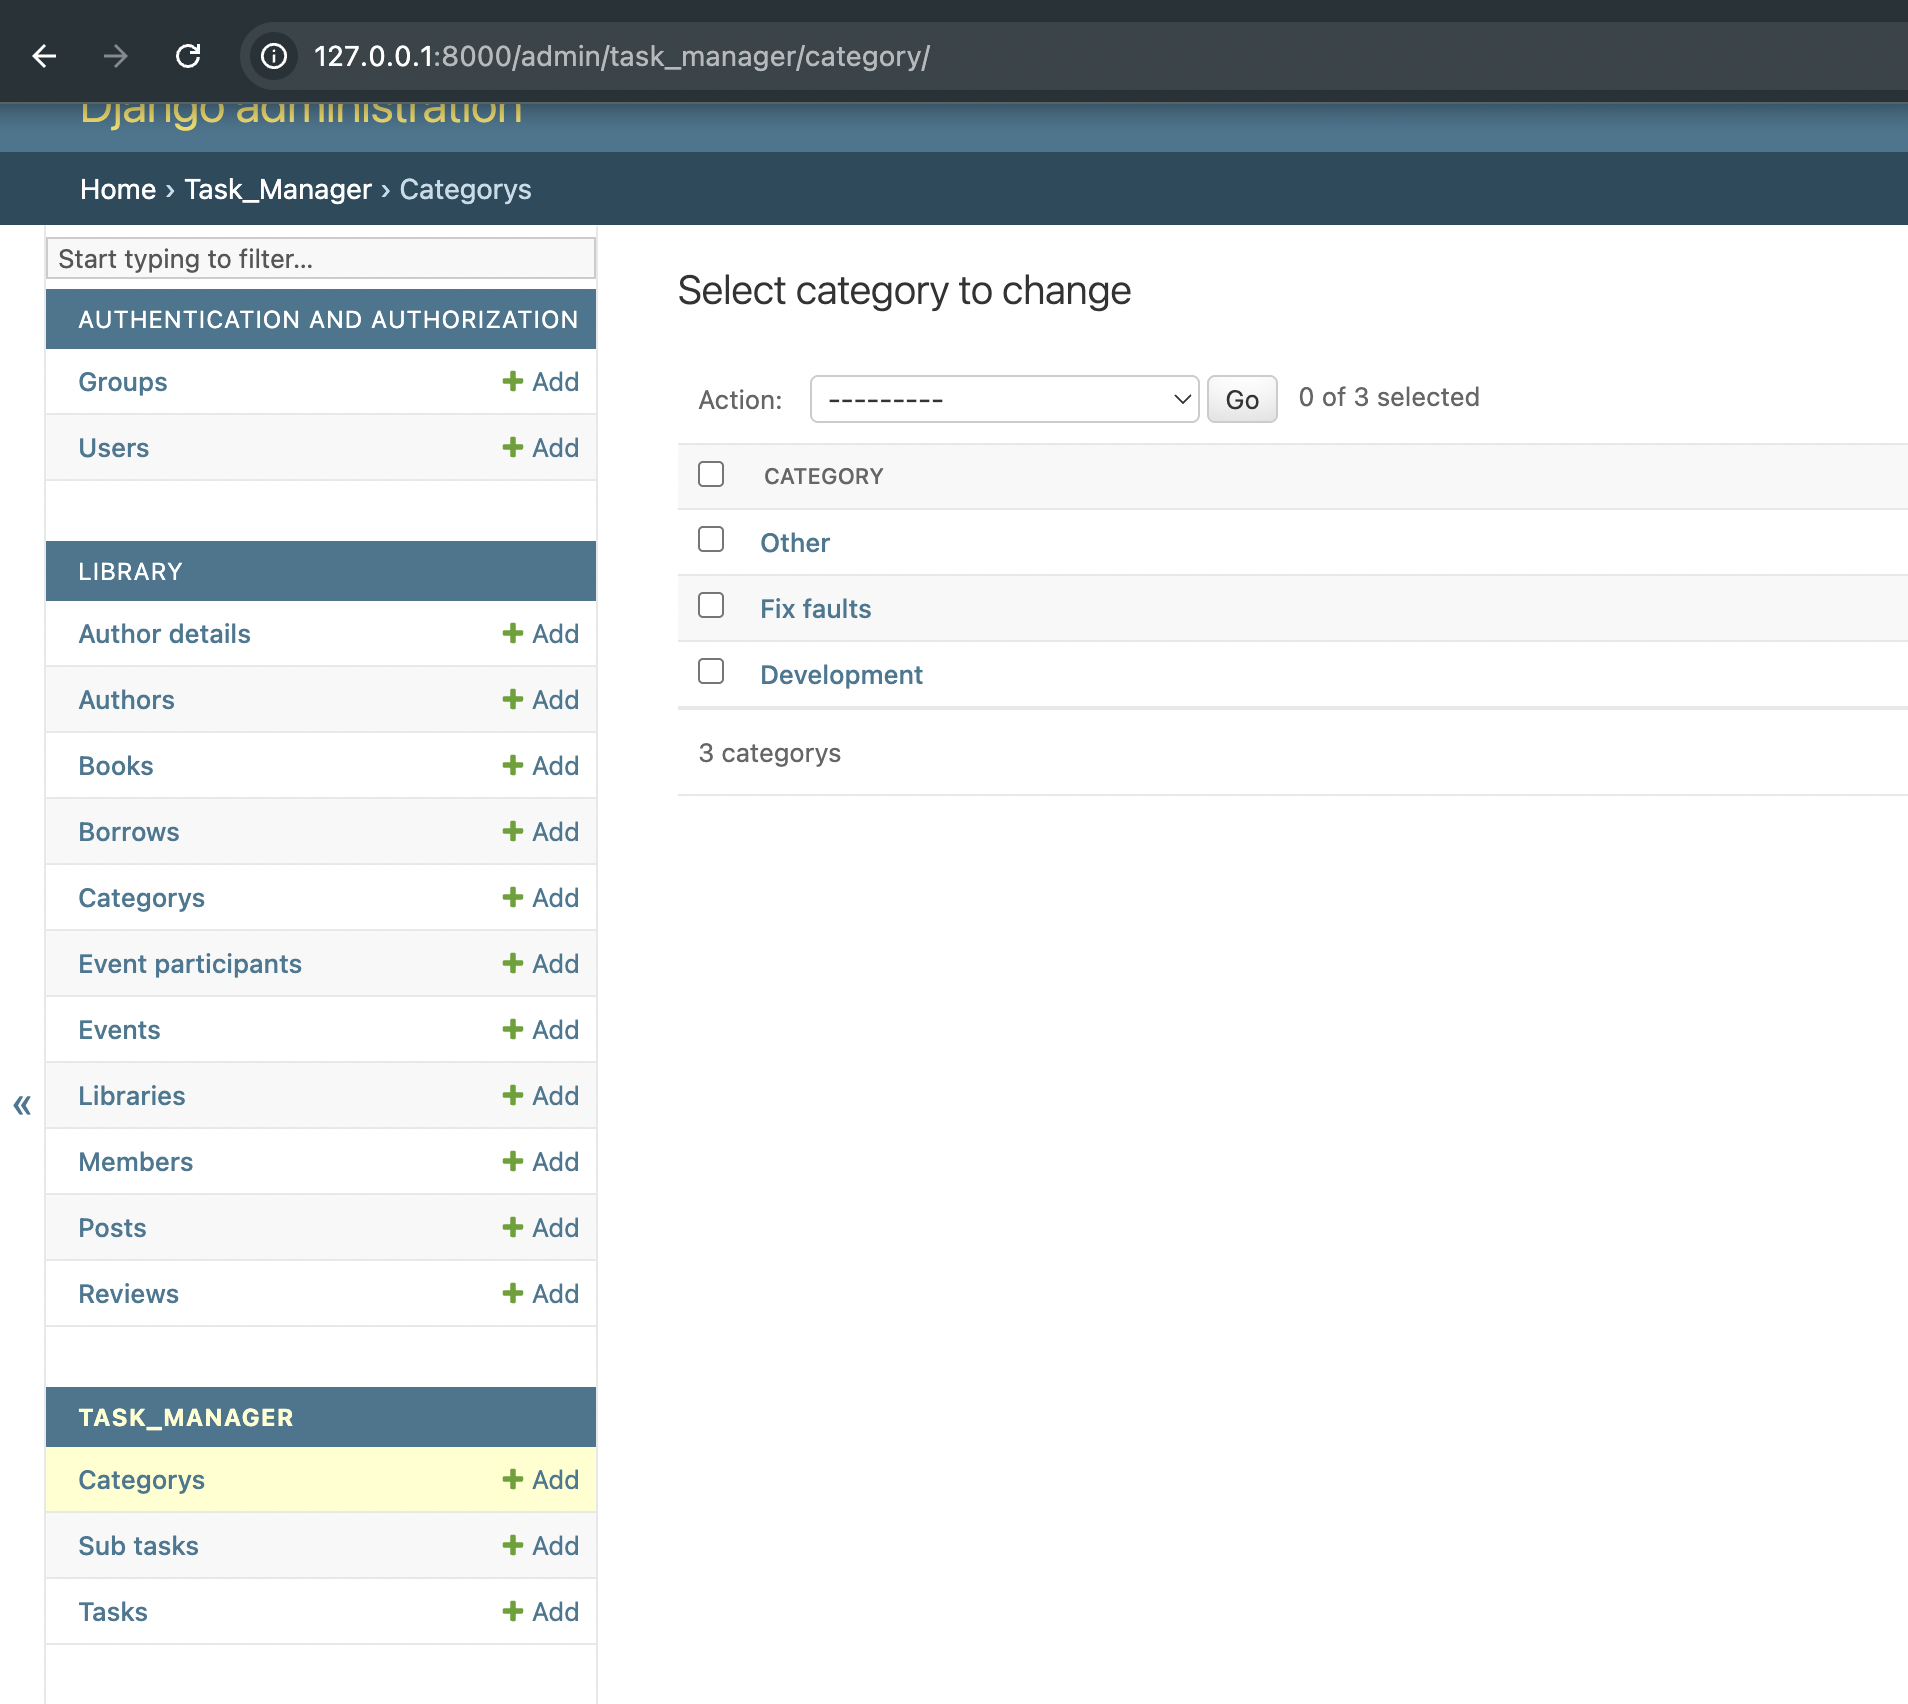 127.0.0.1:8000/admin/task_manager/category/
Django administration
Home › Task_Manager › Categorys
Start typing to filter...
AUTHENTICATION AND AUTHORIZATION
Groups + Add
Users + Add
LIBRARY
Author details + Add
Authors + Add
Books + Add
Borrows + Add
Categorys + Add
Event participants + Add
Events + Add
Libraries + Add
Members + Add
Posts + Add
Reviews + Add
TASK_MANAGER
Categorys + Add
Sub tasks + Add
Tasks + Add
«
Select category to change
Action: --------- Go 0 of 3 selected
CATEGORY
Other
Fix faults
Development
3 categorys